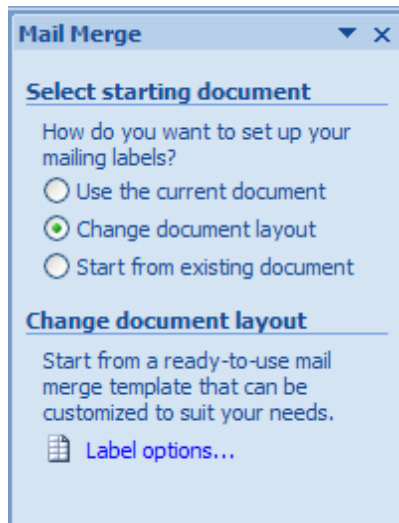 Mail Merge
Select starting document
How do you want to set up your
mailing labels?
Use the current document
Change document layout
Start from existing document
Change document layout
Start from a ready-to-use mail
merge template that can be
customized to suit your needs.
Label options...